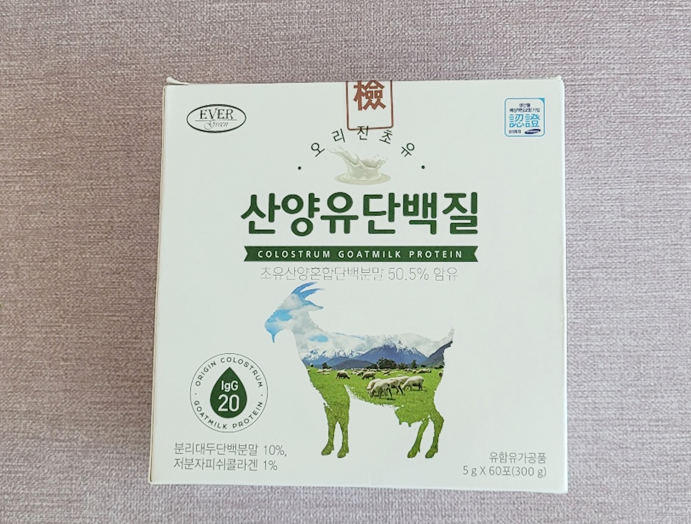 檢
EVER
Green
認證
오리진초유
산양유단백질
COLOSTRUM GOATMILK PROTEIN
초유산양혼합단백분말 50.5% 함유
ORIGIN COLOSTRUM
IgG
20
GOATMILK PROTEIN
분리대두단백분말 10%,
저분자피쉬콜라겐 1%
유함유가공품
5 g X 60포(300 g)